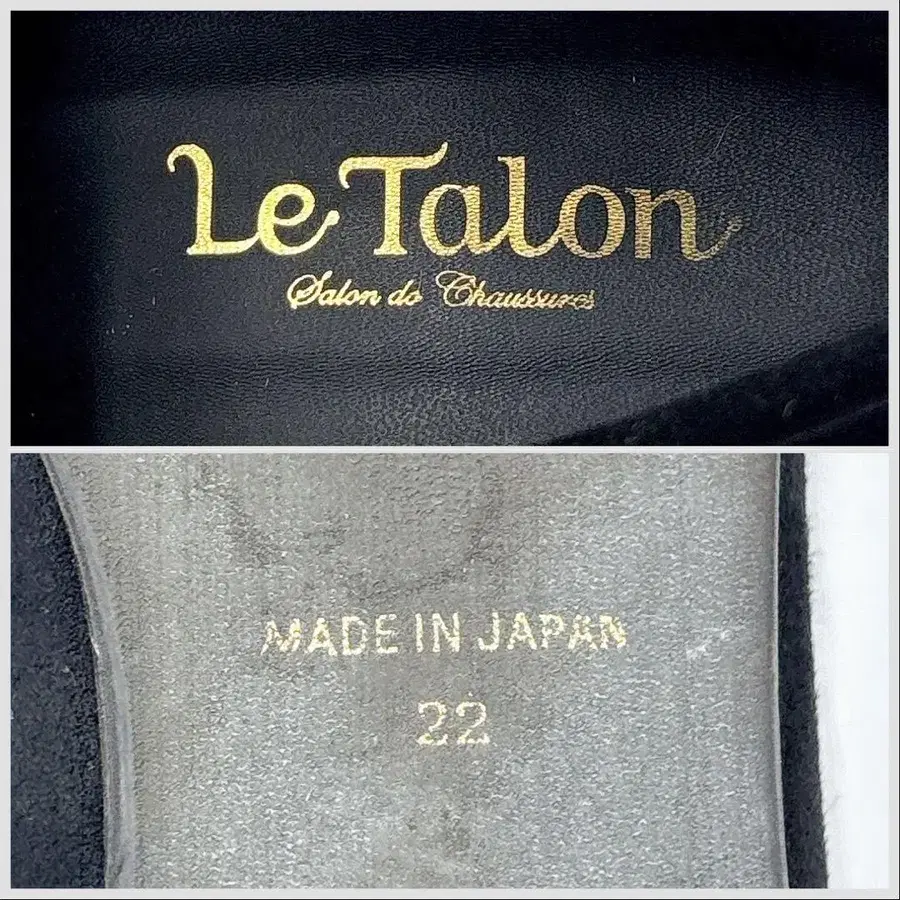 Le Talon
Salon de Chaussures
MADE IN JAPAN
22